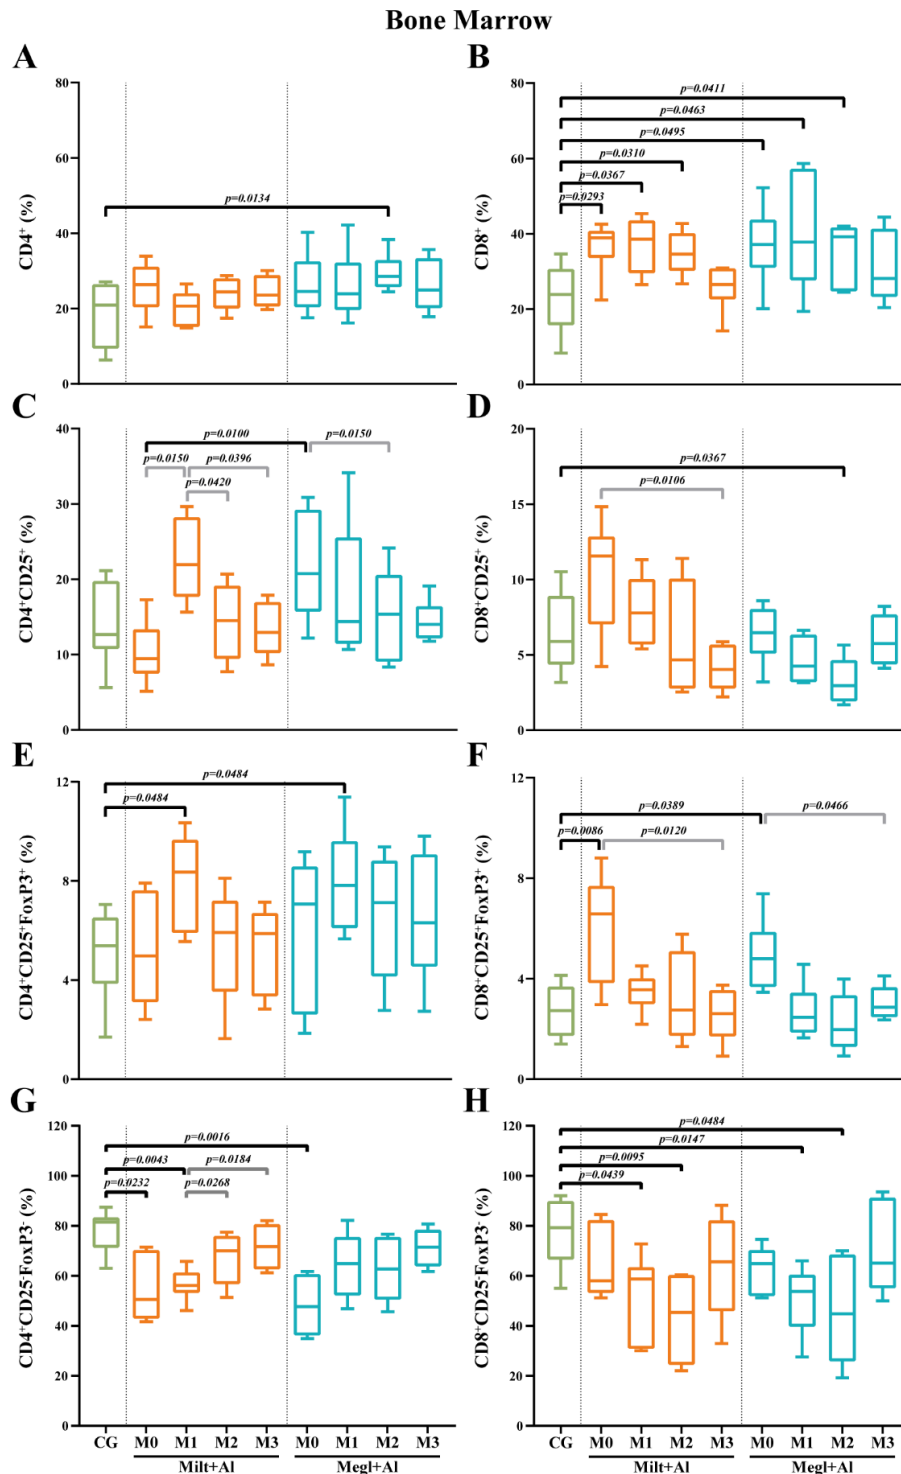 Bone Marrow
A
CD4⁺ (%)
80
60
40
20
0
p=0.0134
B
CD8⁺ (%)
80
60
40
20
0
p=0.0411
p=0.0463
p=0.0495
p=0.0310
p=0.0367
p=0.0293
C
CD4⁺CD25⁺ (%)
40
30
20
10
0
p=0.0100
p=0.0150
p=0.0150
p=0.0396
p=0.0420
D
CD8⁺CD25⁺ (%)
20
15
10
5
0
p=0.0367
p=0.0106
E
CD4⁺CD25⁺FoxP3⁺ (%)
12
8
4
0
p=0.0484
p=0.0484
F
CD8⁺CD25⁺FoxP3⁺ (%)
12
8
4
0
p=0.0389
p=0.0466
p=0.0086
p=0.0120
G
CD4⁺CD25⁻FoxP3⁻ (%)
120
100
80
60
40
20
0
p=0.0016
p=0.0043
p=0.0184
p=0.0232
p=0.0268
CG M0 M1 M2 M3 M0 M1 M2 M3
Milt+Al Megl+Al
H
CD8⁺CD25⁻FoxP3⁻ (%)
120
100
80
60
40
20
0
p=0.0484
p=0.0147
p=0.0095
p=0.0439
CG M0 M1 M2 M3 M0 M1 M2 M3
Milt+Al Megl+Al